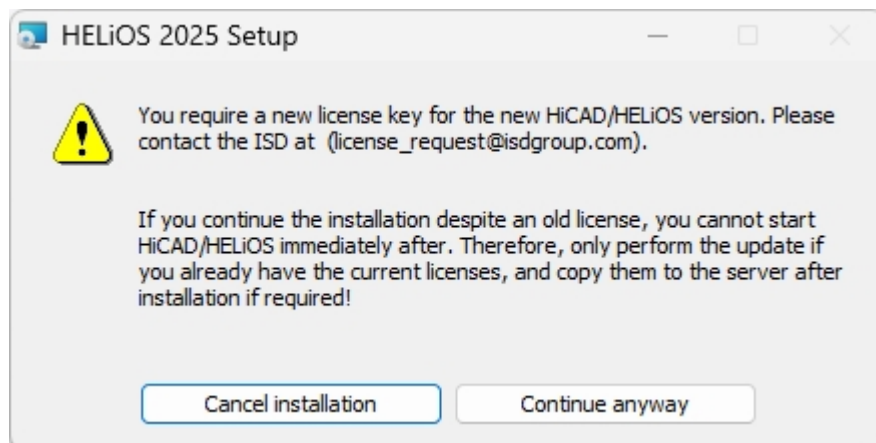 HELiOS 2025 Setup
You require a new license key for the new HiCAD/HELiOS version. Please
contact the ISD at  (license_request@isdgroup.com).
If you continue the installation despite an old license, you cannot start
HiCAD/HELiOS immediately after. Therefore, only perform the update if
you already have the current licenses, and copy them to the server after
installation if required!
Cancel installation
Continue anyway